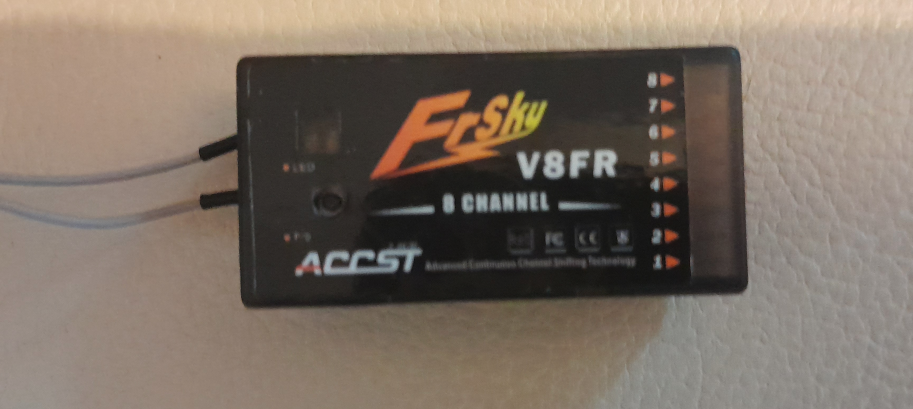 FrSky
V8FR
8 CHANNEL
LED
F/S
ACCST
Advanced Continuous Channel Shifting Technology
FC CE
8
7
6
5
4
3
2
1